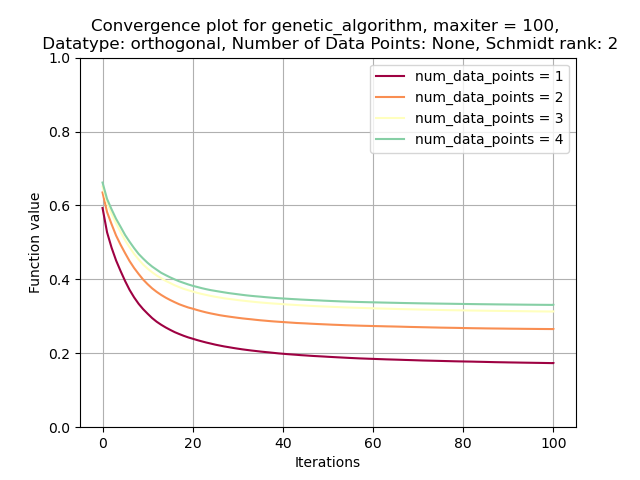 Convergence plot for genetic_algorithm, maxiter = 100,
Datatype: orthogonal, Number of Data Points: None, Schmidt rank: 2
num_data_points = 1
num_data_points = 2
num_data_points = 3
num_data_points = 4
1.0
0.8
0.6
0.4
0.2
0.0
Function value
0 20 40 60 80 100
Iterations